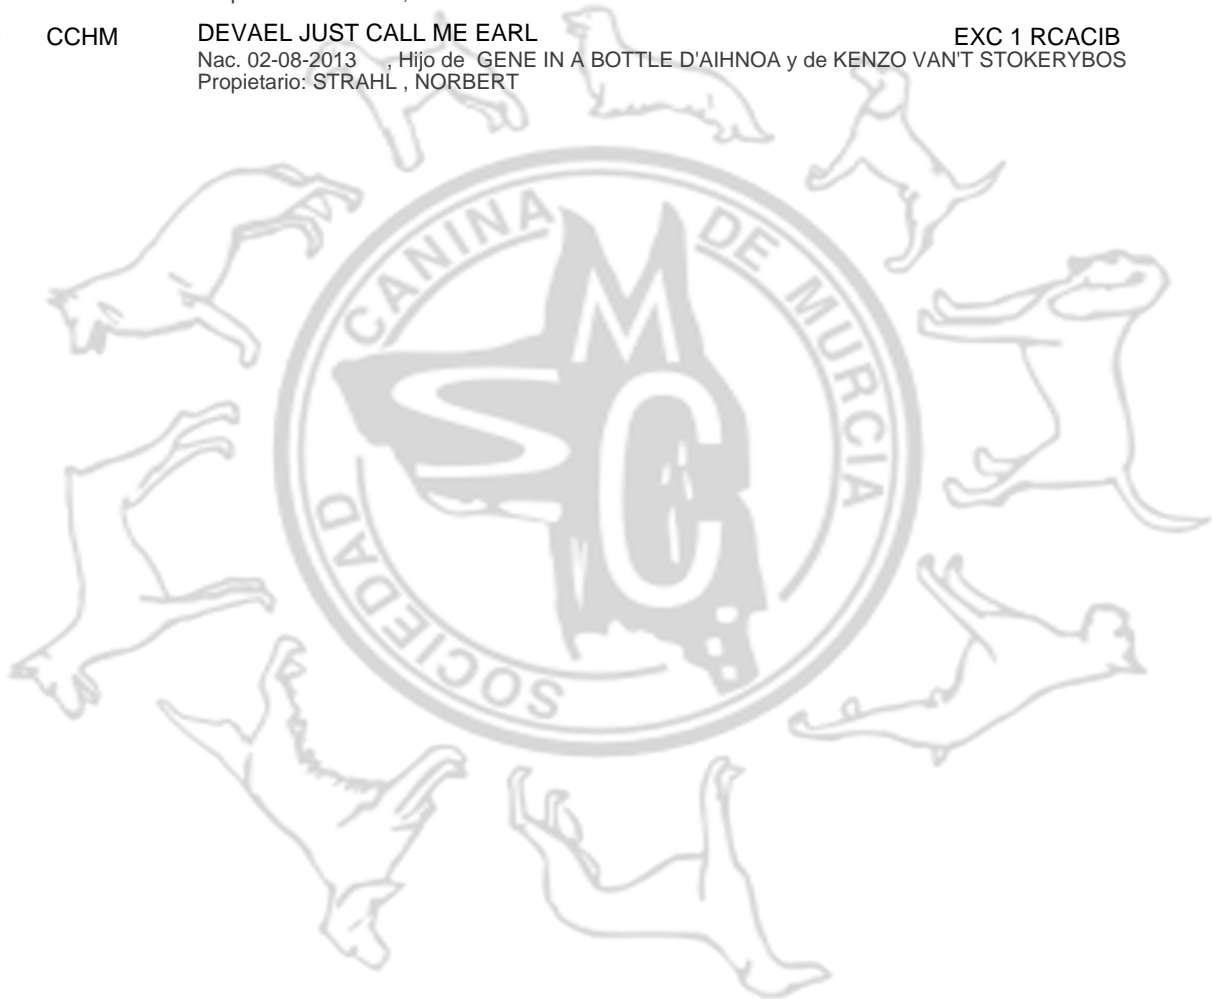 CCHM DEVAEL JUST CALL ME EARL EXC 1 RCACIB
Nac. 02-08-2013 , Hijo de GENE IN A BOTTLE D'AIHNOA y de KENZO VAN'T STOKERYBOS
Propietario: STRAHL , NORBERT
SOCIEDAD CANINA DE MURCIA
M
S
C